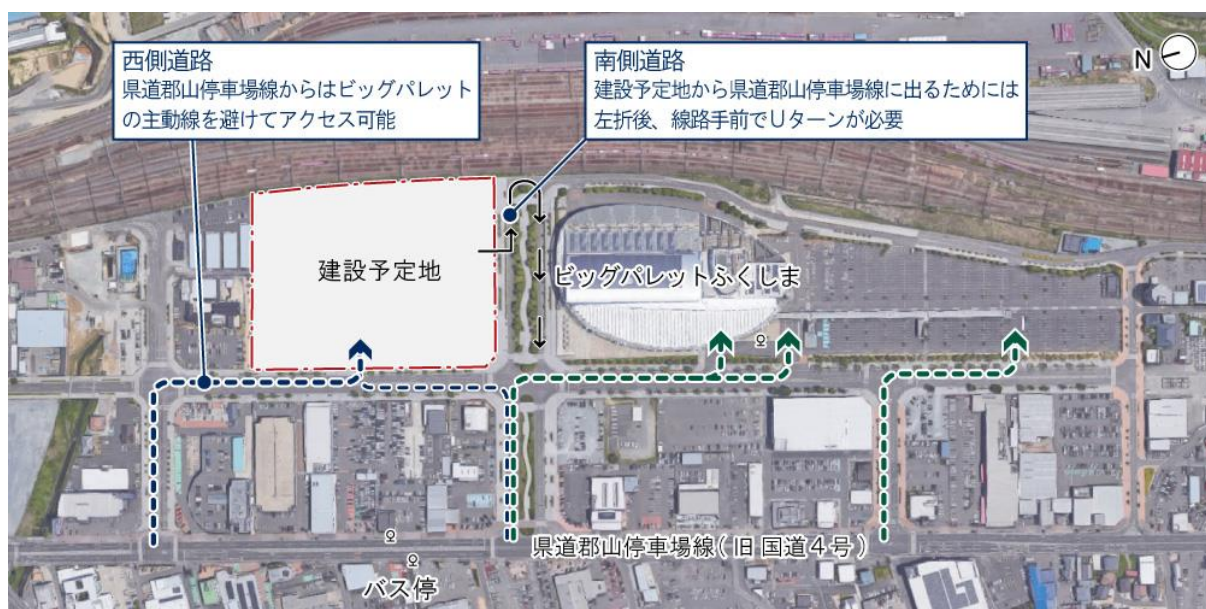 西側道路
県道郡山停車場線からはビッグパレット
の主動線を避けてアクセス可能
南側道路
建設予定地から県道郡山停車場線に出るためには
左折後、線路手前でUターンが必要
N
建設予定地
ビッグパレットふくしま
県道郡山停車場線(旧国道4号)
バス停